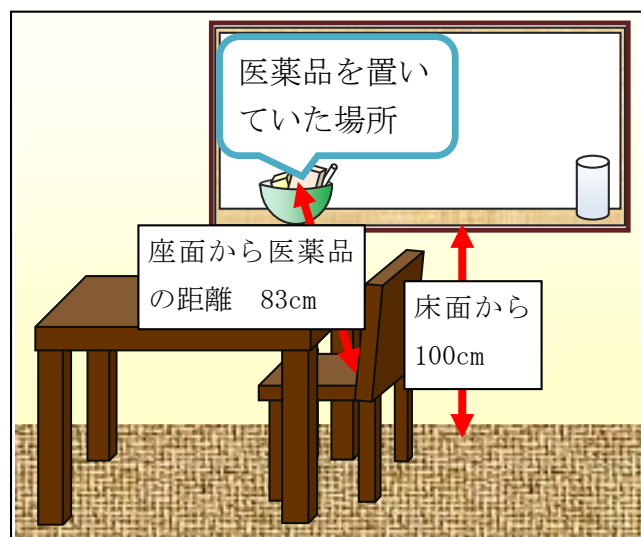 医薬品を置い
ていた場所
座面から医薬品
の距離　83cm
床面から
100cm